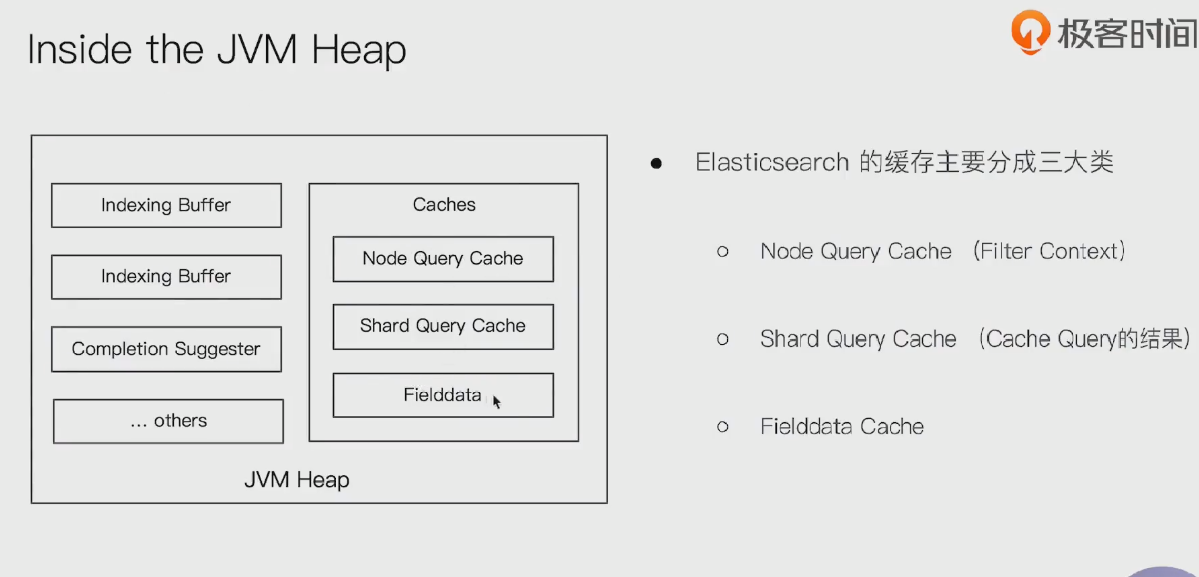 Inside the JVM Heap
极客时间
Indexing Buffer
Indexing Buffer
Completion Suggester
... others
Caches
Node Query Cache
Shard Query Cache
Fielddata
JVM Heap
● Elasticsearch 的缓存主要分成三大类
○ Node Query Cache （Filter Context）
○ Shard Query Cache （Cache Query的结果）
○ Fielddata Cache